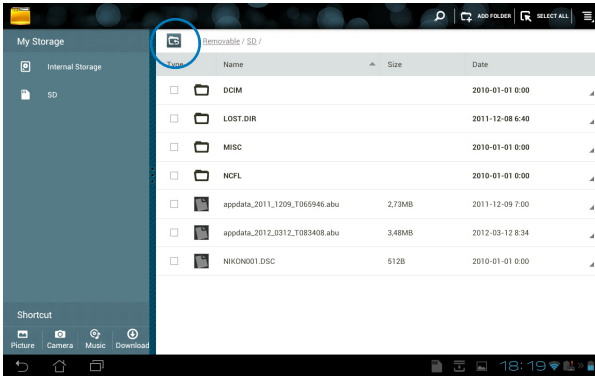 ADD FOLDER SELECT ALL
My Storage
Removable / SD /
Type Name Size Date
Internal Storage
SD
DCIM 2010-01-01 0:00
LOST.DIR 2011-12-08 6:40
MISC 2010-01-01 0:00
NCFL 2010-01-01 0:00
appdata_2011_1209_T065946.abu 2,73MB 2011-12-09 7:00
appdata_2012_0312_T083408.abu 3,48MB 2012-03-12 8:34
NIKON001.DSC 512B 2010-01-01 0:00
Shortcut
Picture Camera Music Download
18:19